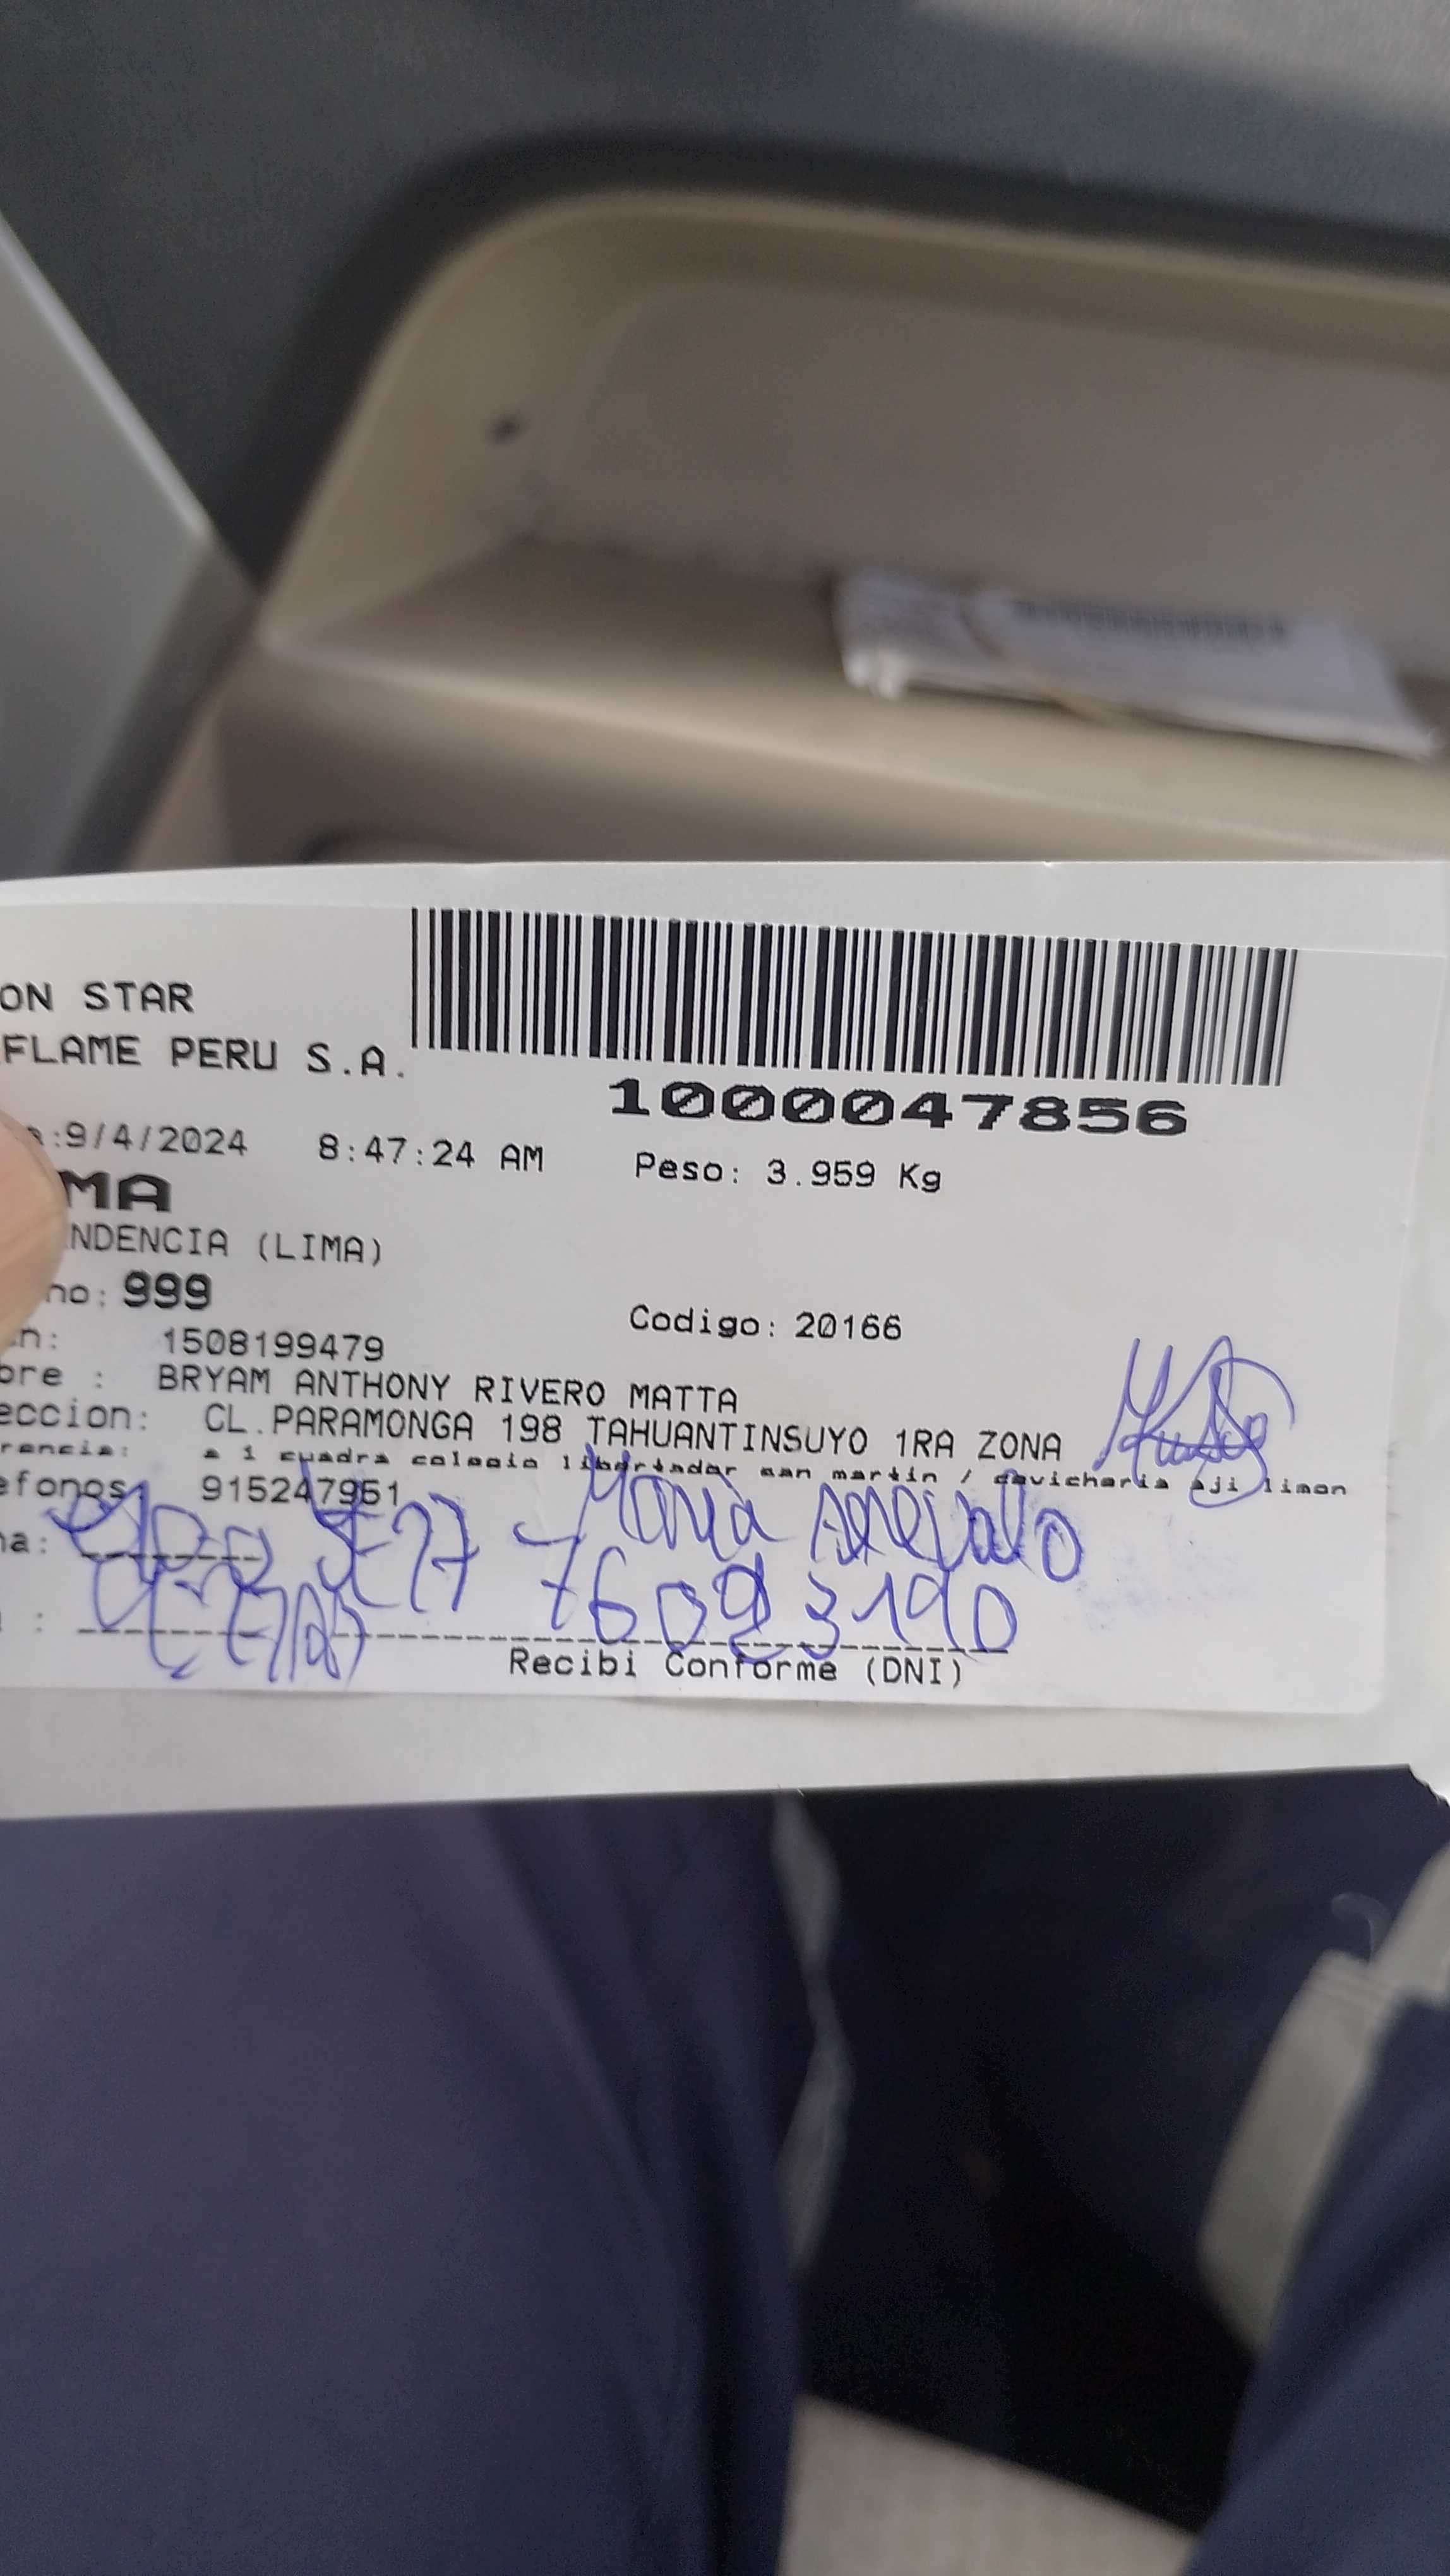 ON STAR
FLAME PERU S.A.
1000047856
:9/4/2024 8:47:24 AM Peso: 3.959 Kg
MA
NDENCIA (LIMA)
no: 999
Codigo: 20166
n: 1508199479
bre : BRYAM ANTHONY RIVERO MATTA
eccion: CL.PARAMONGA 198 TAHUANTINSUYO 1RA ZONA
rencia: a 1 cuadra colegio libertador san martin / cevicheria aji limon
efonos 915247951
María Arevalo
na:
76093190
:
Recibi Conforme (DNI)